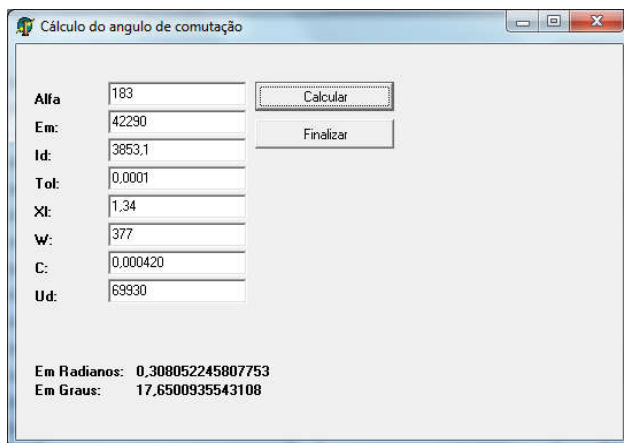 Cálculo do angulo de comutação
Alfa 183 Calcular
Em: 42290 Finalizar
Id: 3853,1
Tol: 0,0001
Xl: 1,34
W: 377
C: 0,000420
Ud: 69930
Em Radianos: 0,308052245807753
Em Graus: 17,6500935543108